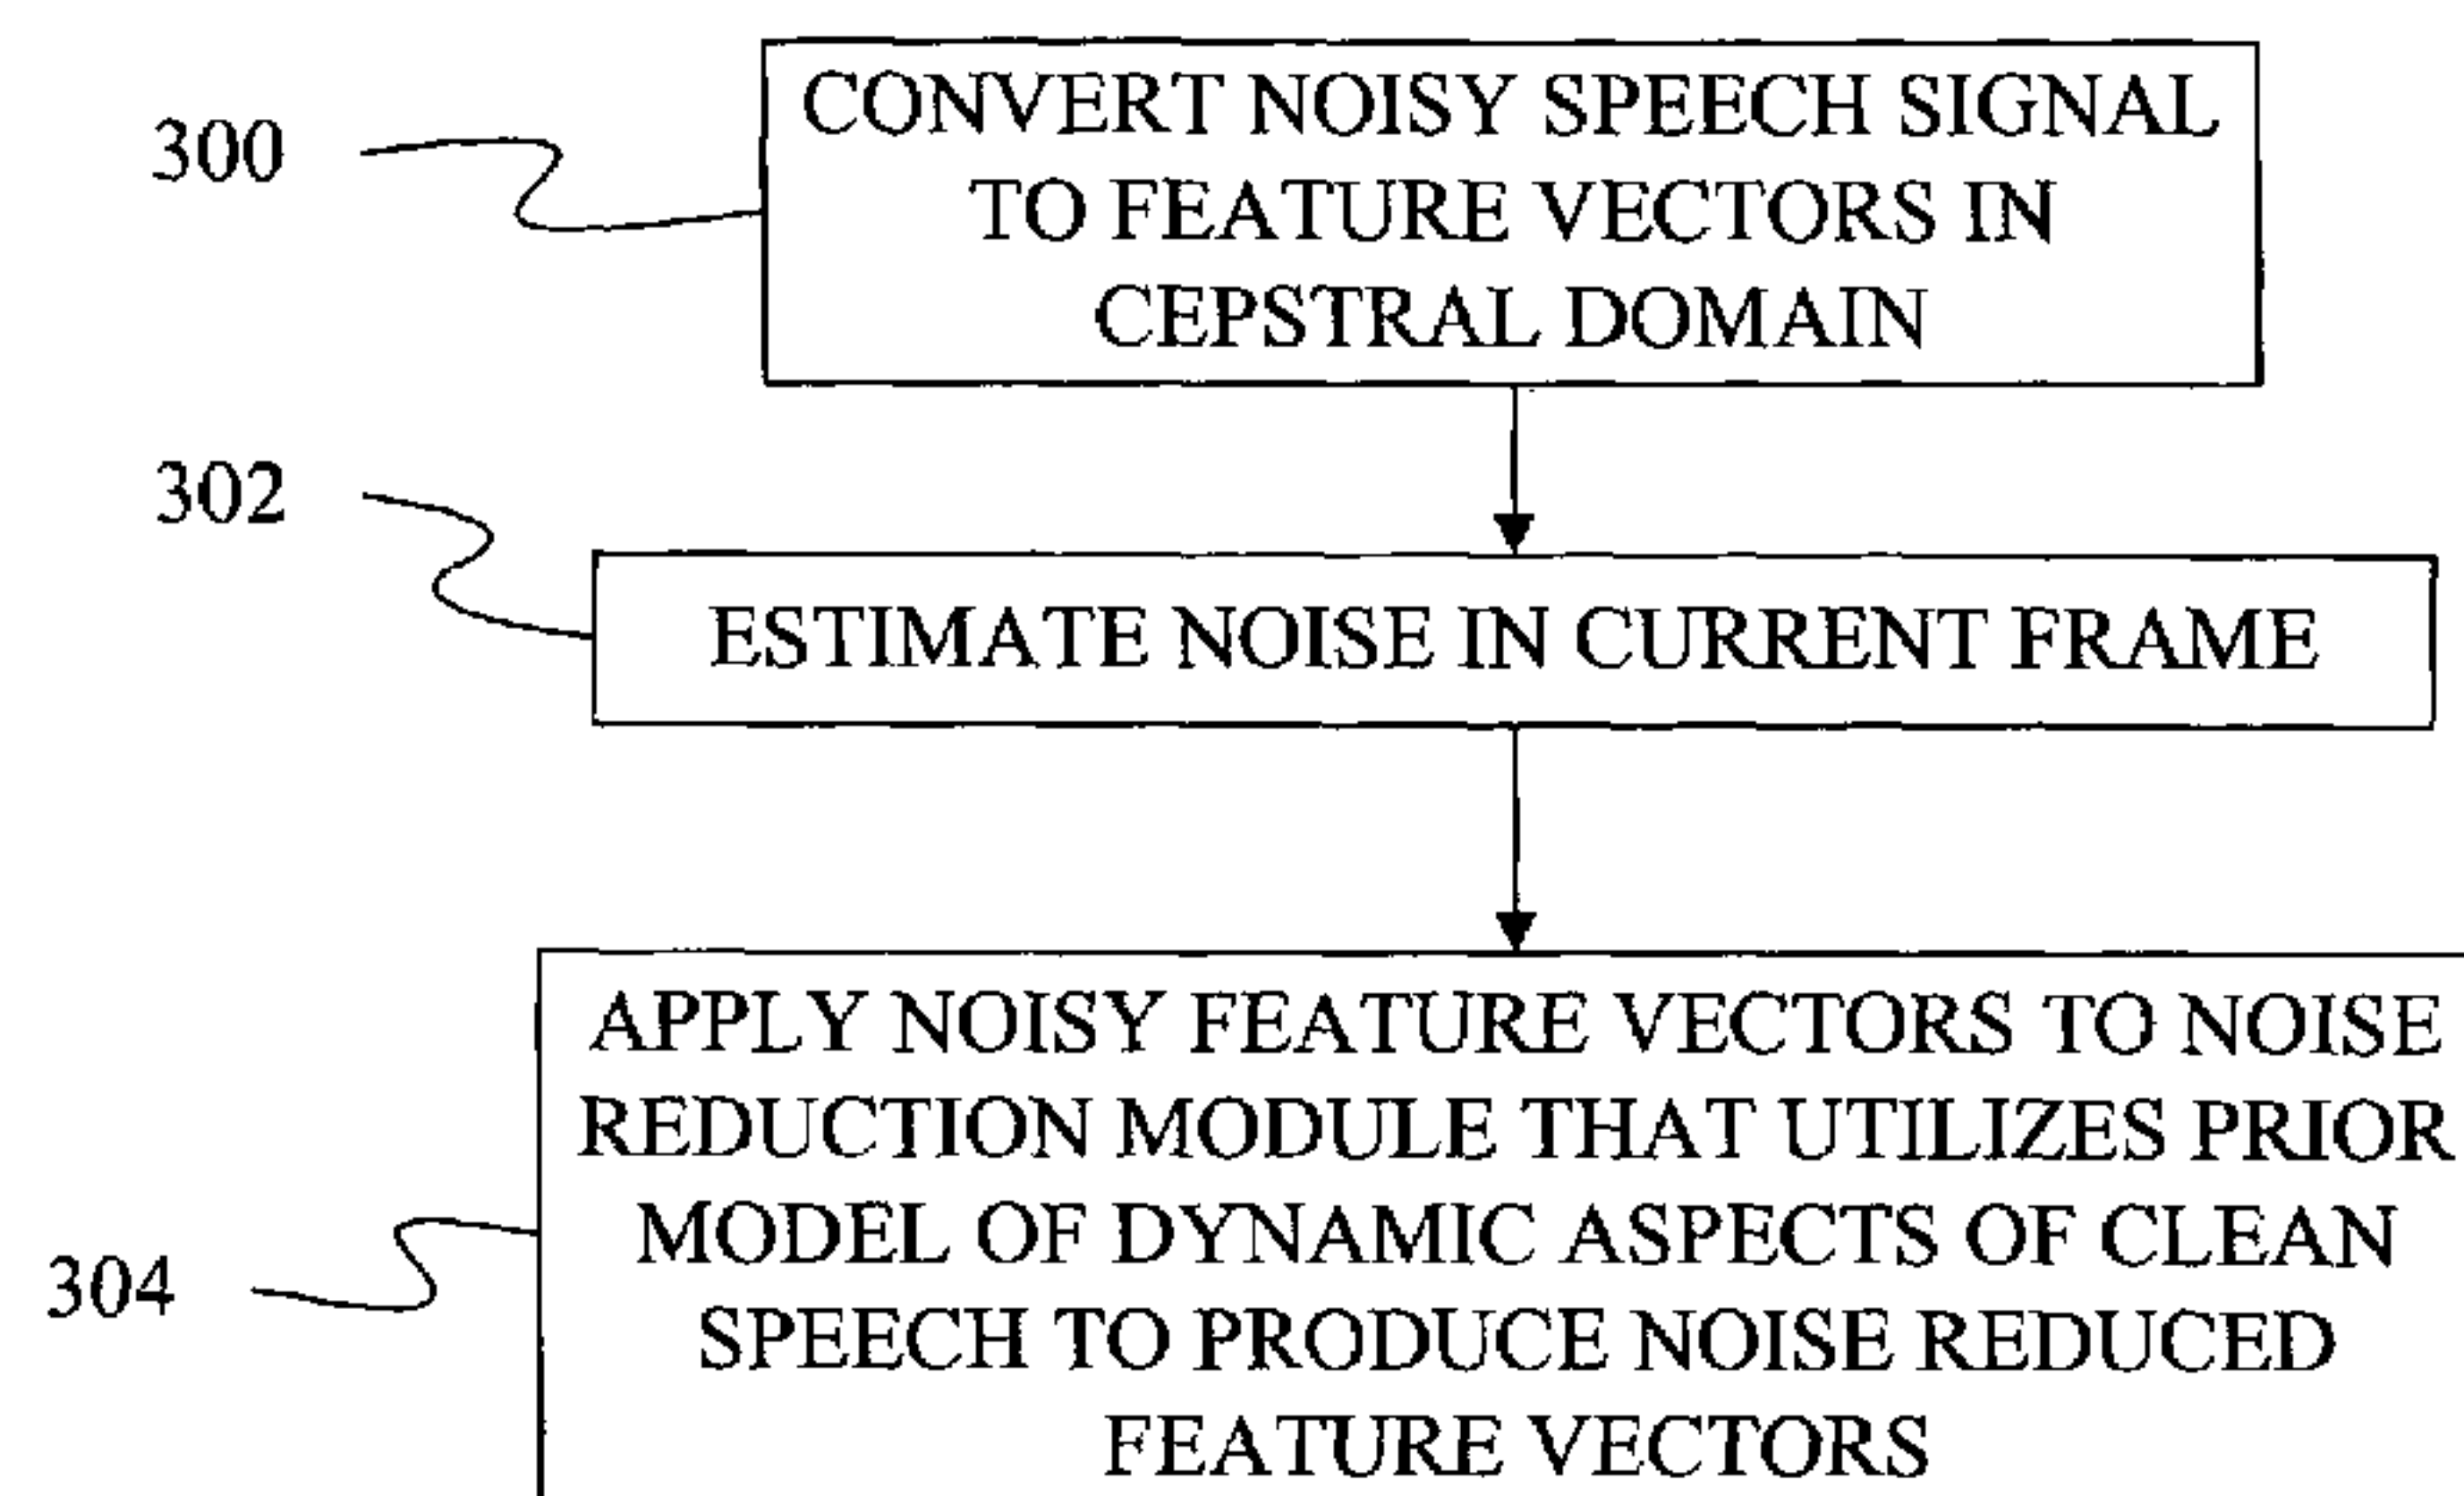 300
CONVERT NOISY SPEECH SIGNAL
TO FEATURE VECTORS IN
CEPSTRAL DOMAIN
302
ESTIMATE NOISE IN CURRENT FRAME
304
APPLY NOISY FEATURE VECTORS TO NOISE
REDUCTION MODULE THAT UTILIZES PRIOR
MODEL OF DYNAMIC ASPECTS OF CLEAN
SPEECH TO PRODUCE NOISE REDUCED
FEATURE VECTORS